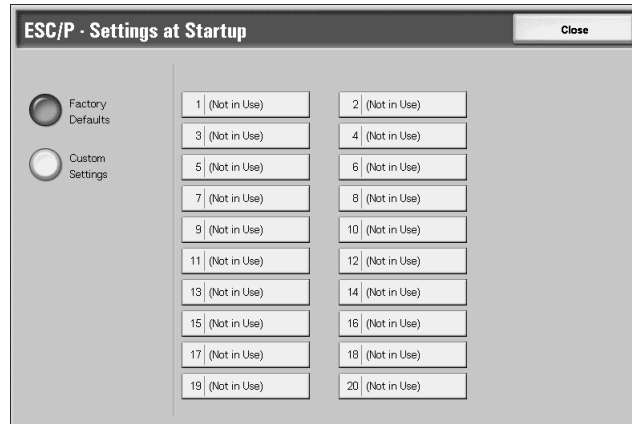 ESC/P - Settings at Startup
Close
Factory
Defaults
Custom
Settings
1 (Not in Use)
2 (Not in Use)
3 (Not in Use)
4 (Not in Use)
5 (Not in Use)
6 (Not in Use)
7 (Not in Use)
8 (Not in Use)
9 (Not in Use)
10 (Not in Use)
11 (Not in Use)
12 (Not in Use)
13 (Not in Use)
14 (Not in Use)
15 (Not in Use)
16 (Not in Use)
17 (Not in Use)
18 (Not in Use)
19 (Not in Use)
20 (Not in Use)